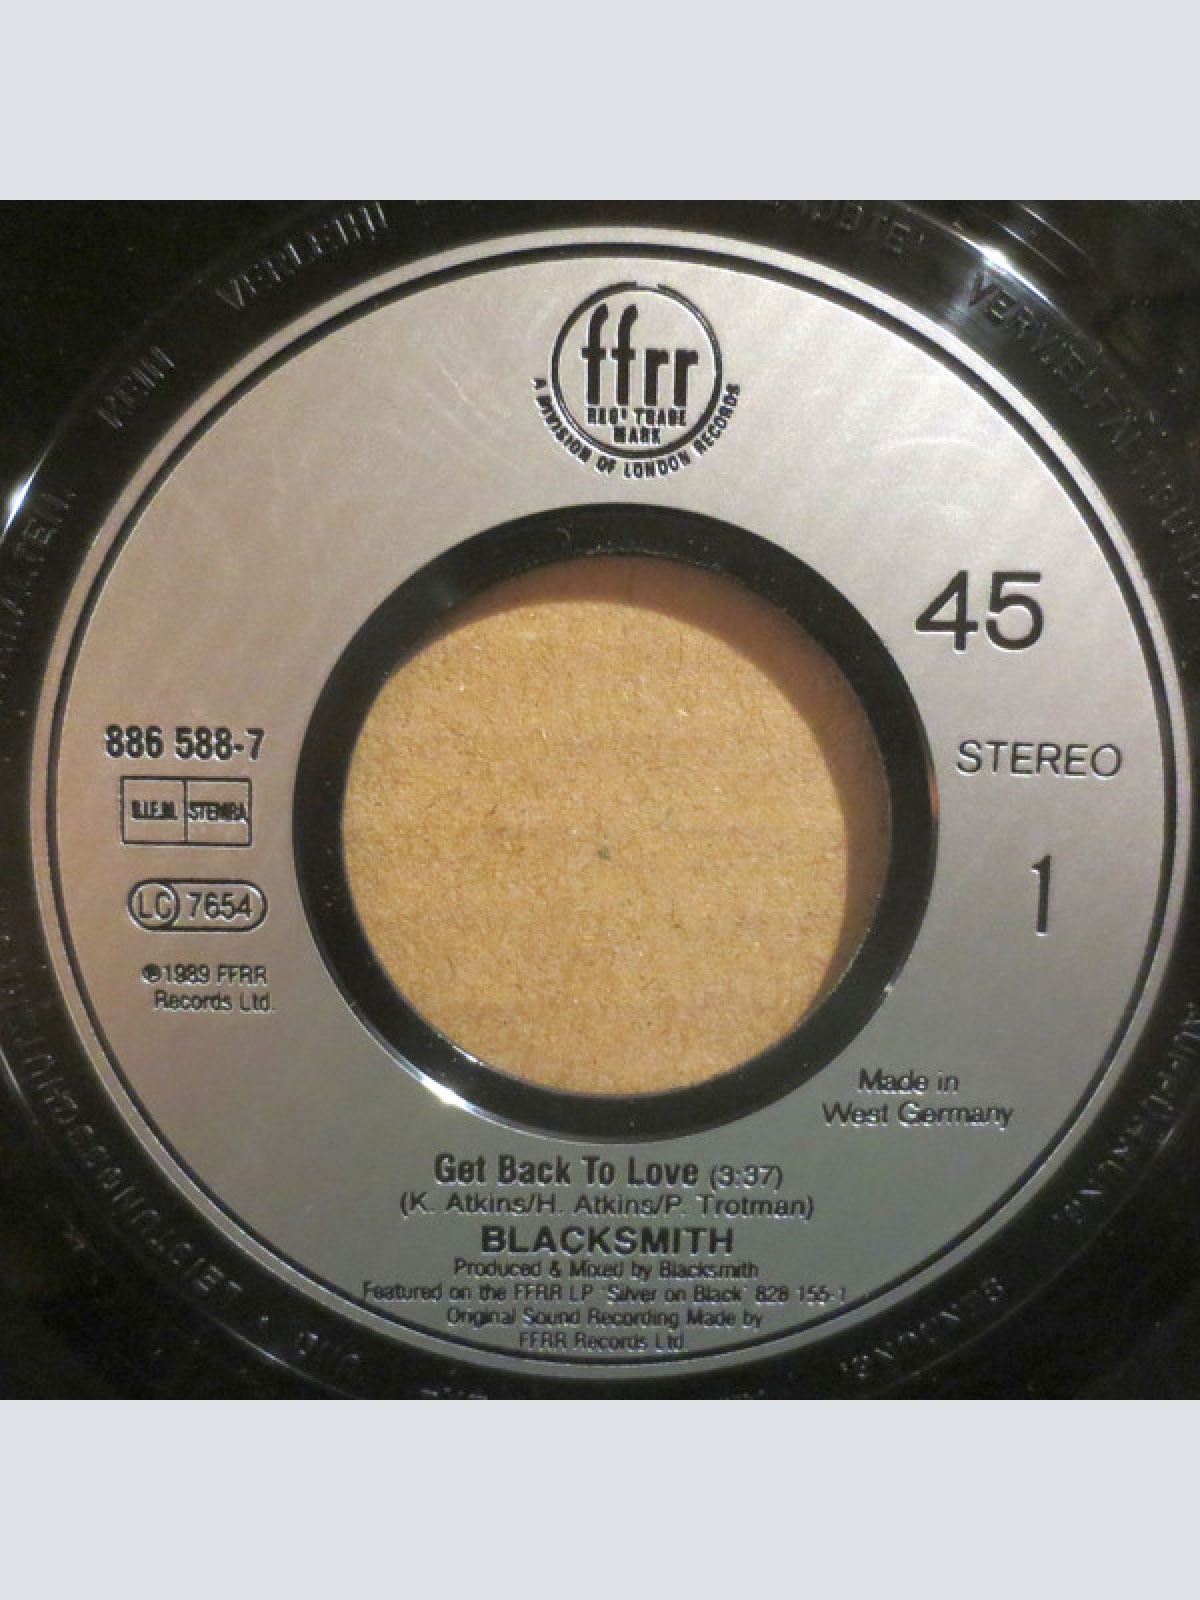 ffrr
REGD TRADE
MARK
A DIVISION OF LONDON RECORDS
45
886 588-7
STEREO
B.I.E.M. STEMRA
1
LC 7654
℗1989 FFRR
Records Ltd.
Made in
West Germany
Get Back To Love (3:37)
(K. Atkins/H. Atkins/P. Trotman)
BLACKSMITH
Produced & Mixed by Blacksmith
Featured on the FFRR LP 'Silver on Black' 828 155-1
Original Sound Recording Made by
FFRR Records Ltd.
KEIN VERLEIH